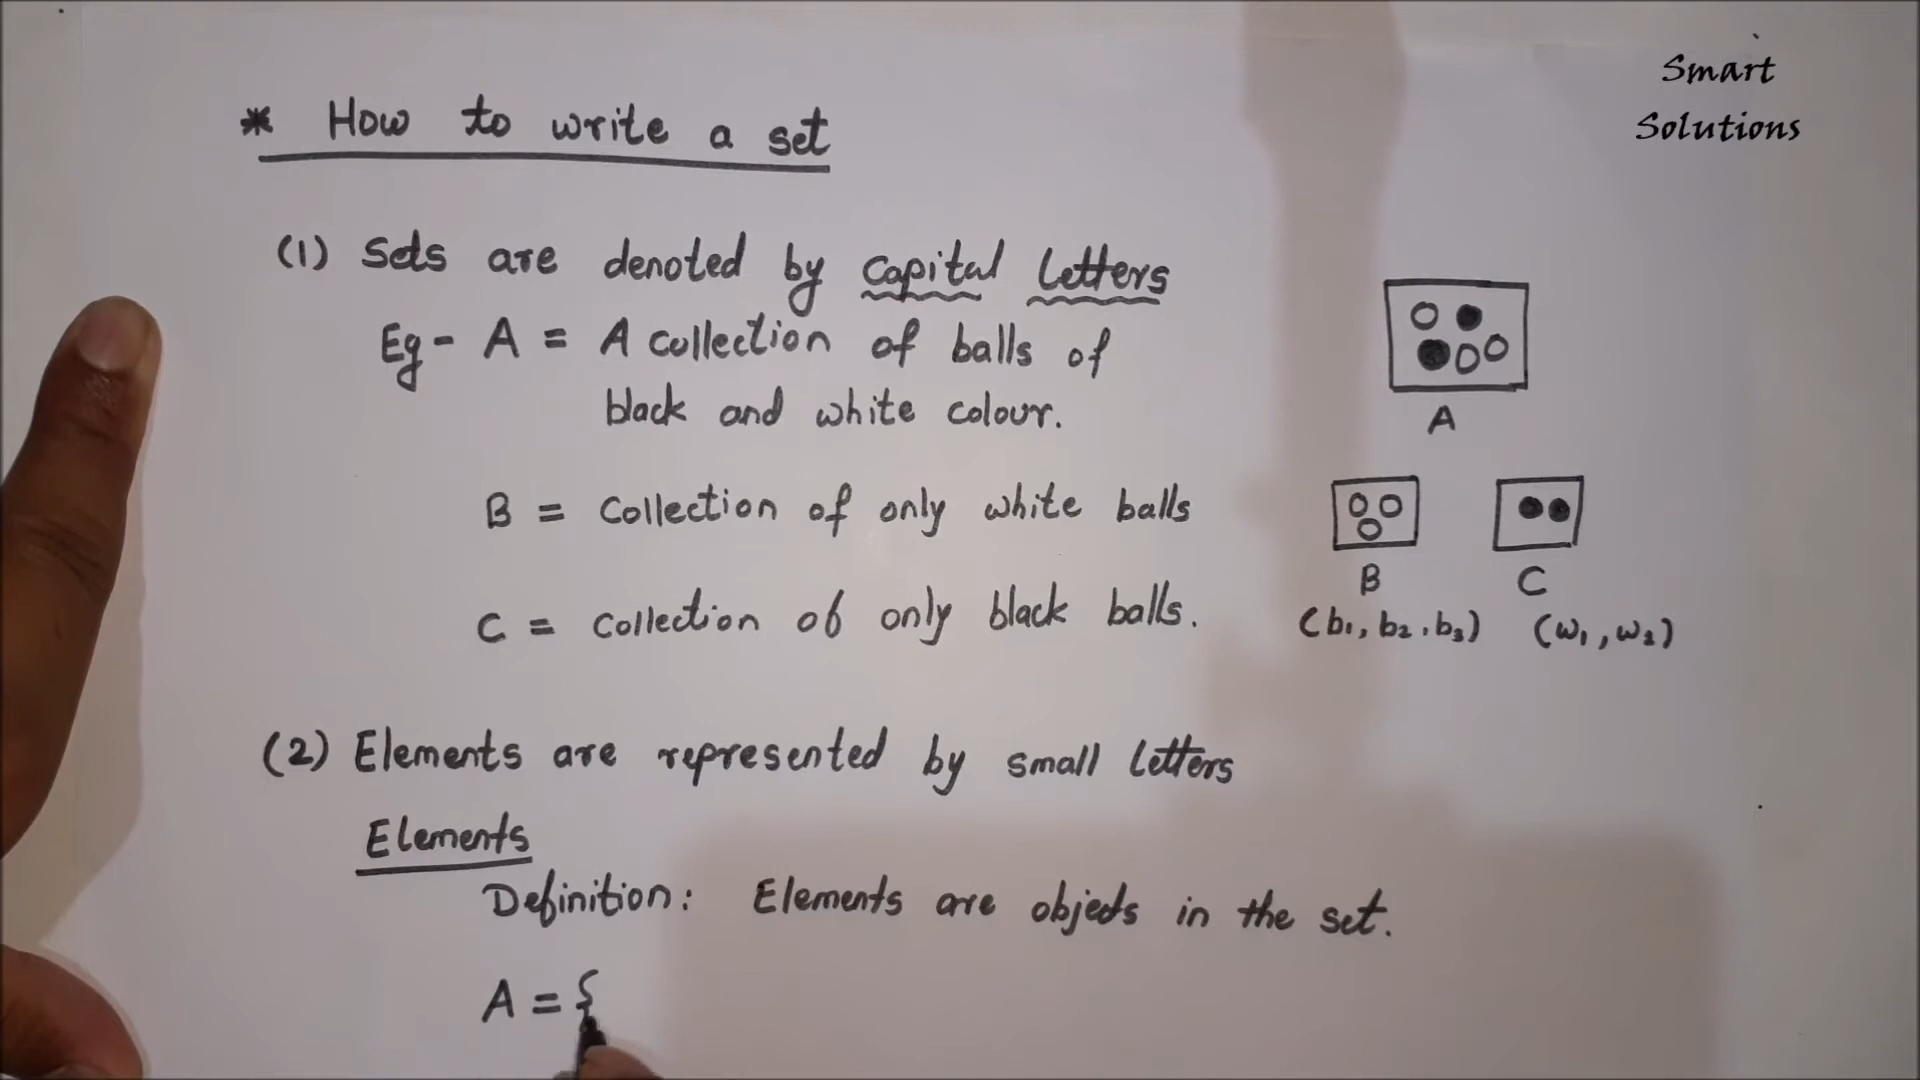 Smart
Solutions
* How to write a set
(1) Sets are denoted by capital letters
Eg - A = A collection of balls of
black and white colour.
A
B = Collection of only white balls
B
C
C = Collection of only black balls.
(b₁, b₂, b₃)
(w₁, w₂)
(2) Elements are represented by small letters
Elements
Definition: Elements are objects in the set.
A = {